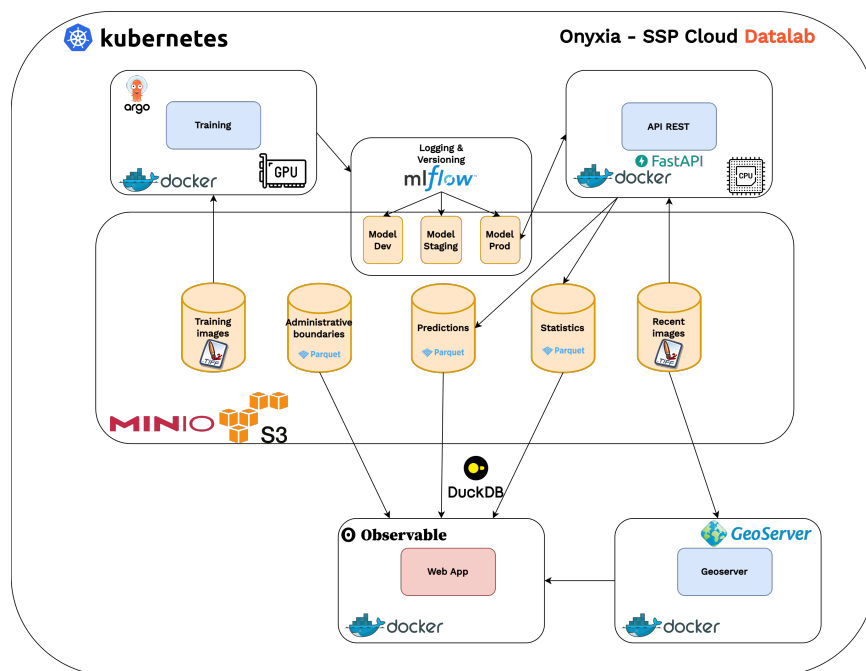 kubernetes
Onyxia - SSP Cloud Datalab
argo
Training
docker
GPU
Logging &
Versioning
mlflow
Model
Dev
Model
Staging
Model
Prod
API REST
FastAPI
docker
CPU
Training
images
TIFF
Administrative
boundaries
Parquet
Predictions
Parquet
Statistics
Parquet
Recent
images
TIFF
MINIO
S3
DuckDB
Observable
Web App
docker
GeoServer
Geoserver
docker